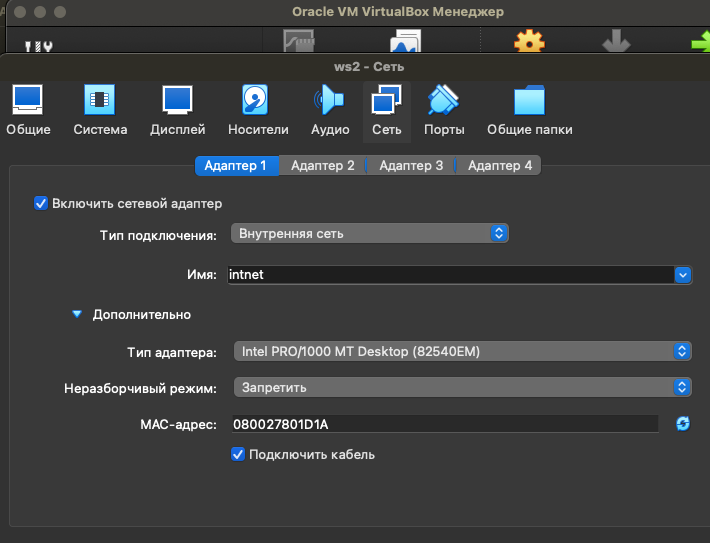 Oracle VM VirtualBox Менеджер
ws2 - Сеть
Общие Система Дисплей Носители Аудио Сеть Порты Общие папки
Адаптер 1 Адаптер 2 Адаптер 3 Адаптер 4
Включить сетевой адаптер
Тип подключения: Внутренняя сеть
Имя: intnet
Дополнительно
Тип адаптера: Intel PRO/1000 MT Desktop (82540EM)
Неразборчивый режим: Запретить
MAC-адрес: 080027801D1A
Подключить кабель